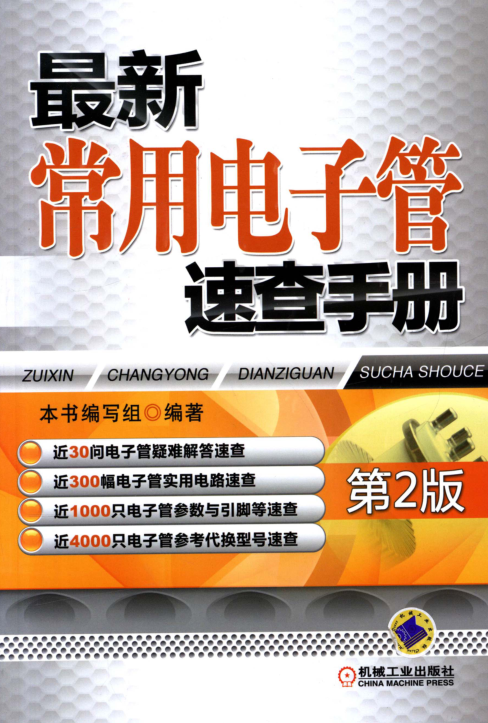 最新
常用电子管
速查手册
ZUIXIN CHANGYONG DIANZIGUAN SUCHA SHOUCE
本书编写组◎编著
近30问电子管疑难解答速查
近300幅电子管实用电路速查
近1000只电子管参数与引脚等速查
近4000只电子管参考代换型号速查
第2版
机械工业出版社
CHINA MACHINE PRESS